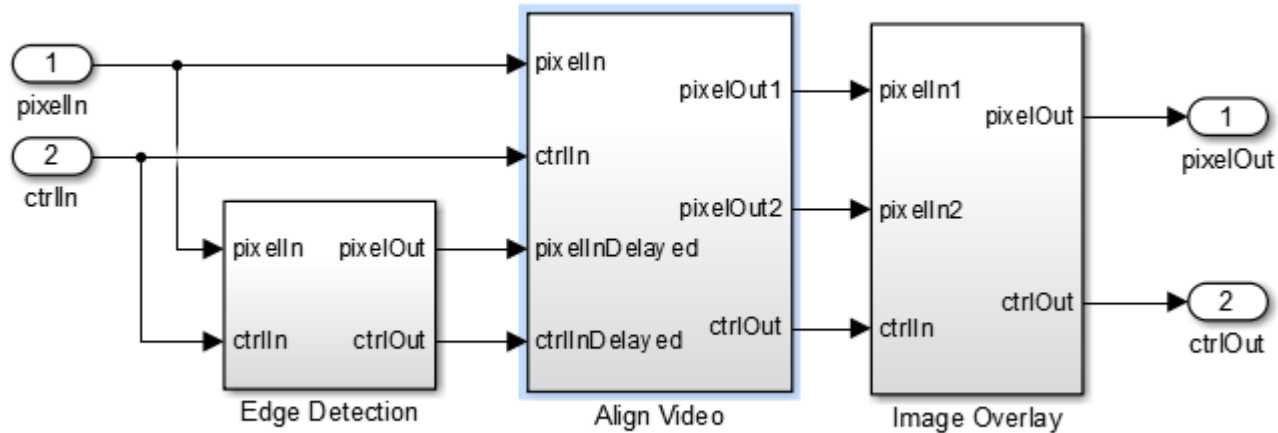 1
pixelIn
2
ctrlIn
pixelIn
ctrlIn
pixelOut
ctrlOut
Edge Detection
pixelIn
ctrlIn
pixelInDelayed
ctrlInDelayed
pixelOut1
pixelOut2
ctrlOut
Align Video
pixelIn1
pixelIn2
ctrlIn
pixelOut
ctrlOut
Image Overlay
1
pixelOut
2
ctrlOut